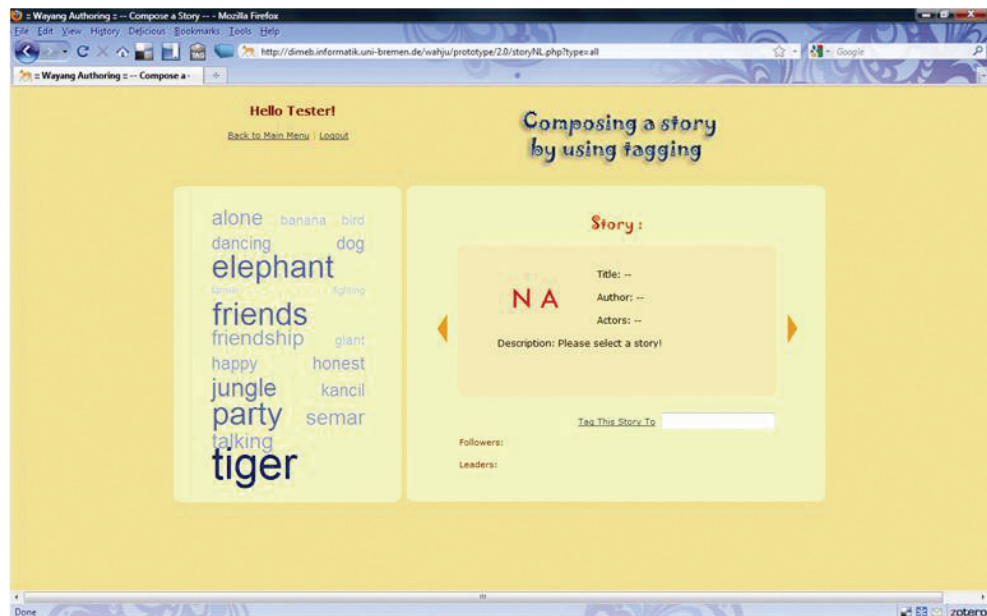 :: Wayang Authoring :: -- Compose a Story -- - Mozilla Firefox
File Edit View History Delicious Bookmarks Tools Help
http://dimeb.informatik.uni-bremen.de/wahju/prototype/2.0/storyNL.php?type=all
Google
:: Wayang Authoring :: -- Compose a
Hello Tester!
Back to Main Menu | Logout
Composing a story
by using tagging
alone banana bird
dancing dog
elephant
farmer fighting
friends
friendship giant
happy honest
jungle kancil
party semar
talking
tiger
Story :
N A
Title: --
Author: --
Actors: --
Description: Please select a story!
Tag This Story To
Followers:
Leaders:
Done
zotero